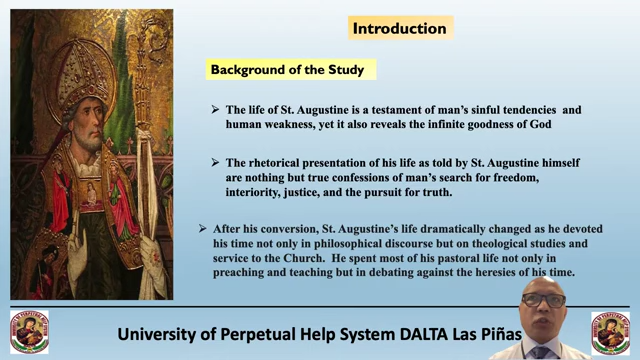 Introduction
Background of the Study
The life of St. Augustine is a testament of man's sinful tendencies and
human weakness, yet it also reveals the infinite goodness of God
The rhetorical presentation of his life as told by St. Augustine himself
are nothing but true confessions of man's search for freedom,
interiority, justice, and the pursuit for truth.
After his conversion, St. Augustine's life dramatically changed as he devoted
his time not only in philosophical discourse but on theological studies and
service to the Church. He spent most of his pastoral life not only in
preaching and teaching but in debating against the heresies of his time.
University of Perpetual Help System DALTA Las Piñas